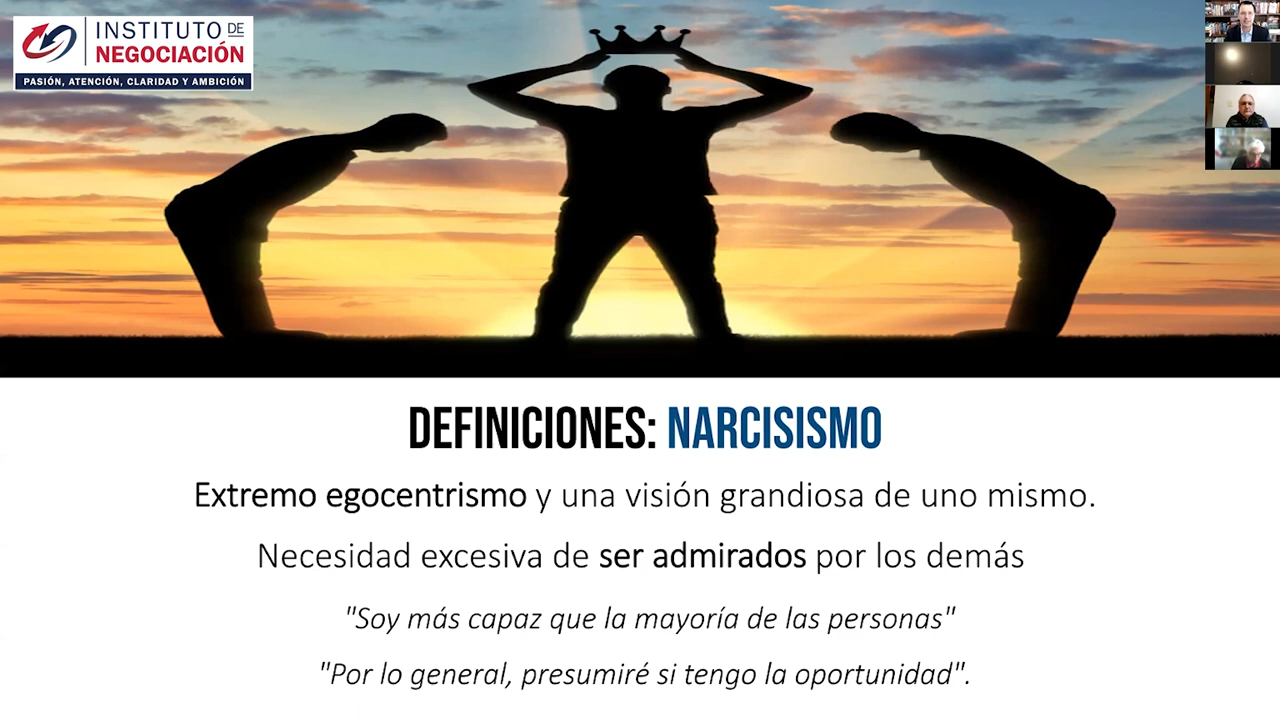 INSTITUTO DE
NEGOCIACIÓN
PASIÓN, ATENCIÓN, CLARIDAD Y AMBICIÓN
DEFINICIONES: NARCISISMO
Extremo egocentrismo y una visión grandiosa de uno mismo.
Necesidad excesiva de ser admirados por los demás
"Soy más capaz que la mayoría de las personas"
"Por lo general, presumiré si tengo la oportunidad".